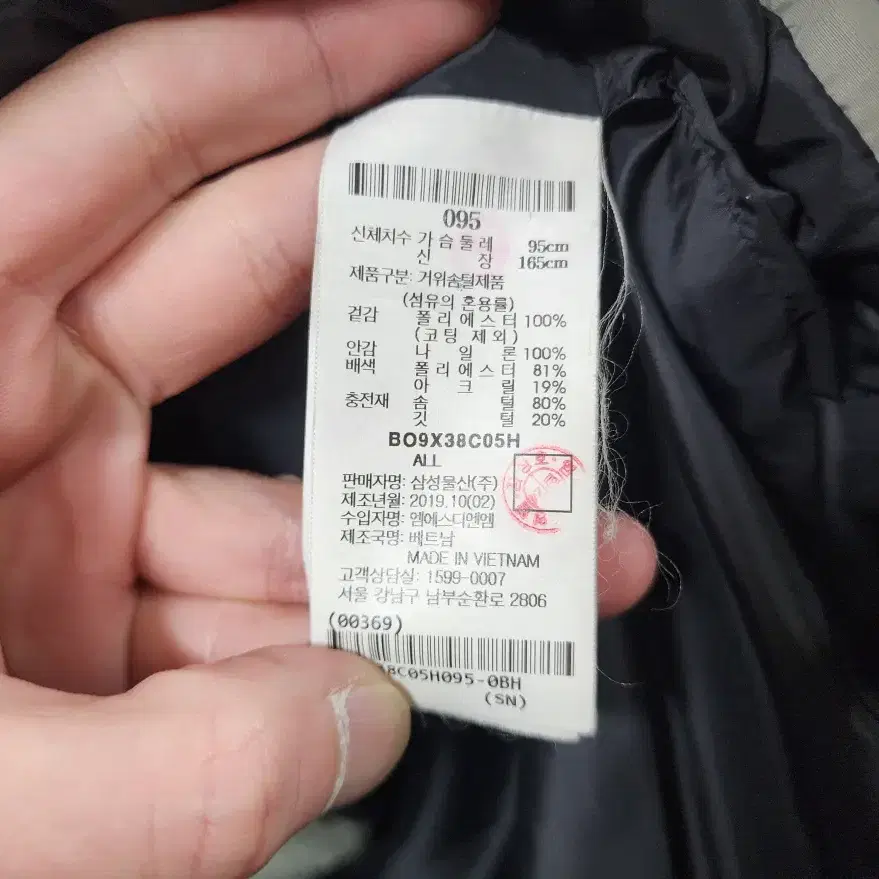 095
신체치수 가슴둘레 95cm
신 장 165cm
제품구분: 거위솜털제품
(섬유의 혼용률)
겉감 폴리에스터 100%
(코팅 제외)
안감 나 일 론 100%
배색 폴리에스터 81%
아 크 릴 19%
충전재 솜 털 80%
깃 털 20%
BO9X38C05H
ALL
판매자명: 삼성물산(주)
제조년월: 2019.10(02)
수입자명: 엠에스디엔엠
제조국명: 베트남
MADE IN VIETNAM
고객상담실: 1599-0007
서울 강남구 남부순환로 2806
(00369)
38C05H095-0BH
(SN)